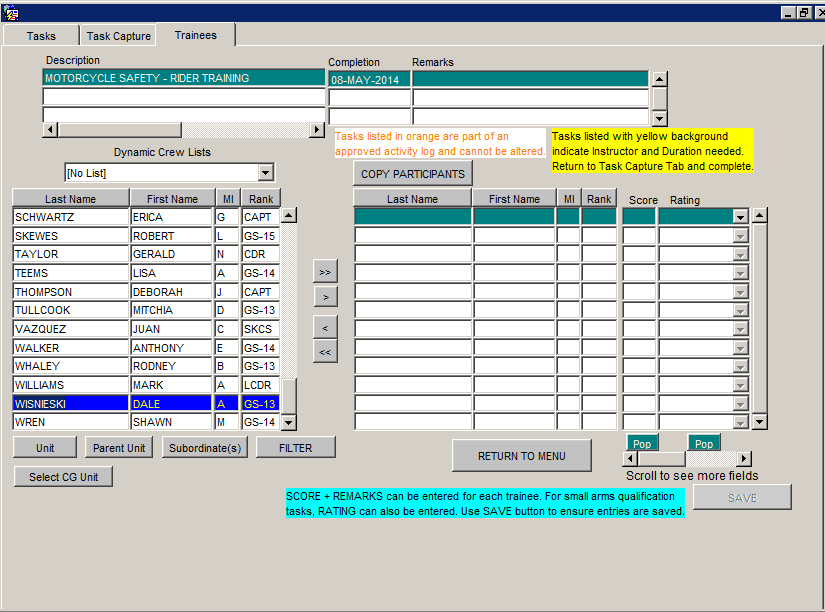 Tasks Task Capture Trainees
Description Completion Remarks
MOTORCYCLE SAFETY - RIDER TRAINING 08-MAY-2014
Tasks listed in orange are part of an
approved activity log and cannot be altered.
Tasks listed with yellow background
indicate Instructor and Duration needed.
Return to Task Capture Tab and complete.
Dynamic Crew Lists
[No List]
COPY PARTICIPANTS
Last Name First Name MI Rank
SCHWARTZ ERICA G CAPT
SKEWES ROBERT L GS-15
TAYLOR GERALD N CDR
TEEMS LISA A GS-14
THOMPSON DEBORAH J CAPT
TULLCOOK MITCHIA D GS-13
VAZQUEZ JUAN C SKCS
WALKER ANTHONY E GS-14
WHALEY RODNEY B GS-13
WILLIAMS MARK A LCDR
WISNIESKI DALE A GS-13
WREN SHAWN M GS-14
>>
>
<
<<
Last Name First Name MI Rank Score Rating
Unit Parent Unit Subordinate(s) FILTER
Select CG Unit
RETURN TO MENU
Pop Pop
Scroll to see more fields
SCORE + REMARKS can be entered for each trainee. For small arms qualification
tasks, RATING can also be entered. Use SAVE button to ensure entries are saved.
SAVE